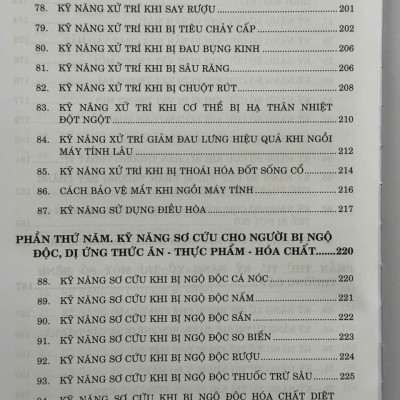 78. KỸ NĂNG XỬ TRÍ KHI SAY RƯỢU 201
79. KỸ NĂNG XỬ TRÍ KHI BỊ TIÊU CHẢY CẤP 202
80. KỸ NĂNG XỬ TRÍ KHI BỊ ĐAU BỤNG KINH 206
81. KỸ NĂNG XỬ TRÍ KHI BỊ SÂU RĂNG 206
82. KỸ NĂNG XỬ TRÍ KHI BỊ CHUỘT RÚT 208
83. KỸ NĂNG XỬ TRÍ KHI CƠ THỂ BỊ HẠ THÂN NHIỆT
ĐỘT NGỘT 210
84. KỸ NĂNG XỬ TRÍ GIẢM ĐAU LƯNG HIỆU QUẢ KHI NGỒI
MÁY TÍNH LÂU 212
85. KỸ NĂNG XỬ TRÍ KHI BỊ THOÁI HÓA ĐỐT SỐNG CỔ 214
86. CÁCH BẢO VỆ MẮT KHI NGỒI MÁY TÍNH 216
87. KỸ NĂNG SỬ DỤNG ĐIỀU HÒA 217
PHẦN THỨ NĂM. KỸ NĂNG SƠ CỨU CHO NGƯỜI BỊ NGỘ
ĐỘC, DỊ ỨNG THỨC ĂN - THỰC PHẨM - HÓA CHẤT.......220
88. KỸ NĂNG SƠ CỨU KHI BỊ NGỘ ĐỘC CÁ NÓC 220
89. KỸ NĂNG SƠ CỨU KHI BỊ NGỘ ĐỘC NẤM 221
90. KỸ NĂNG SƠ CỨU KHI BỊ NGỘ ĐỘC SẮN 222
91. KỸ NĂNG SƠ CỨU KHI BỊ NGỘ ĐỘC SO BIỂN 223
92. KỸ NĂNG SƠ CỨU KHI BỊ NGỘ ĐỘC RƯỢU 224
93. KỸ NĂNG SƠ CỨU KHI BỊ NGỘ ĐỘC THUỐC TRỪ SÂU 225
94. KỸ NĂNG SƠ CỨU KHI BỊ NGỘ ĐỘC HÓA CHẤT DIỆT